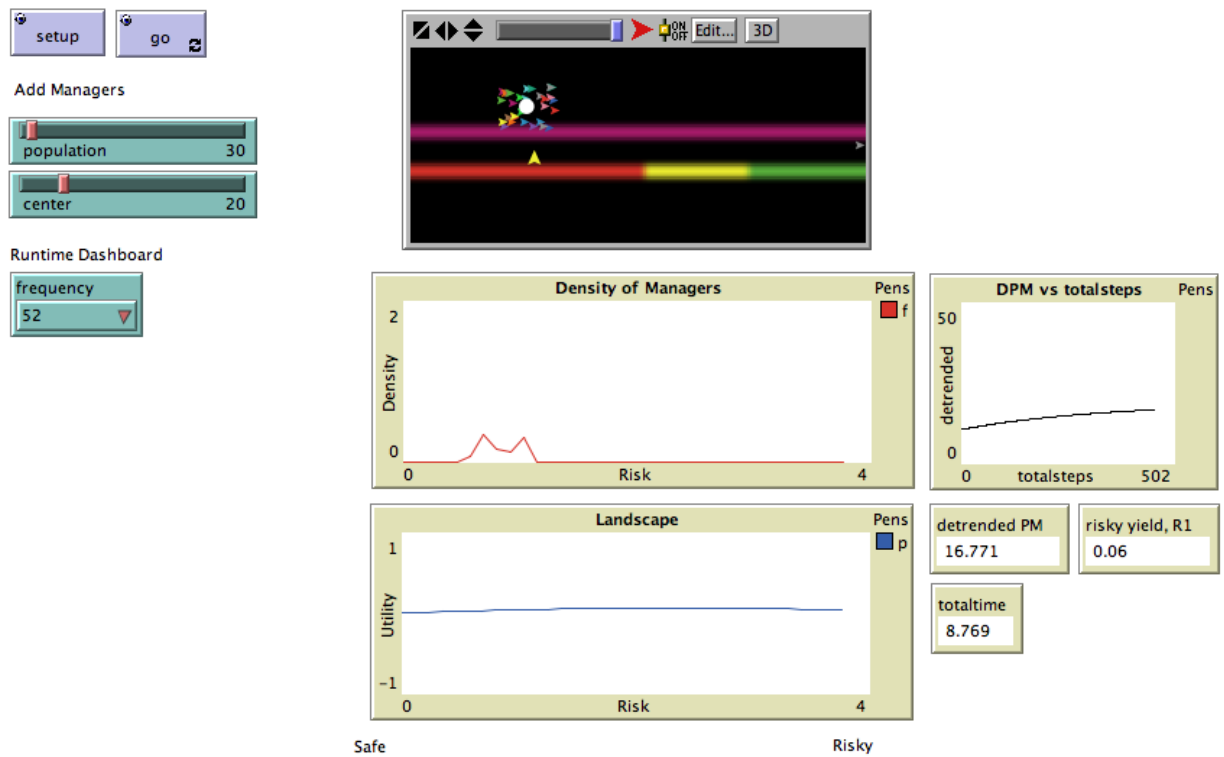 setup
go
Add Managers
population 30
center 20
Runtime Dashboard
frequency
52
ON
OFF
Edit...
3D
Density of Managers
Pens
f
2
Density
0
0 Risk 4
DPM vs totalsteps
Pens
50
detrended
0
0 totalsteps 502
Landscape
Pens
p
1
Utility
-1
0 Risk 4
detrended PM
16.771
risky yield, R1
0.06
totaltime
8.769
Safe
Risky